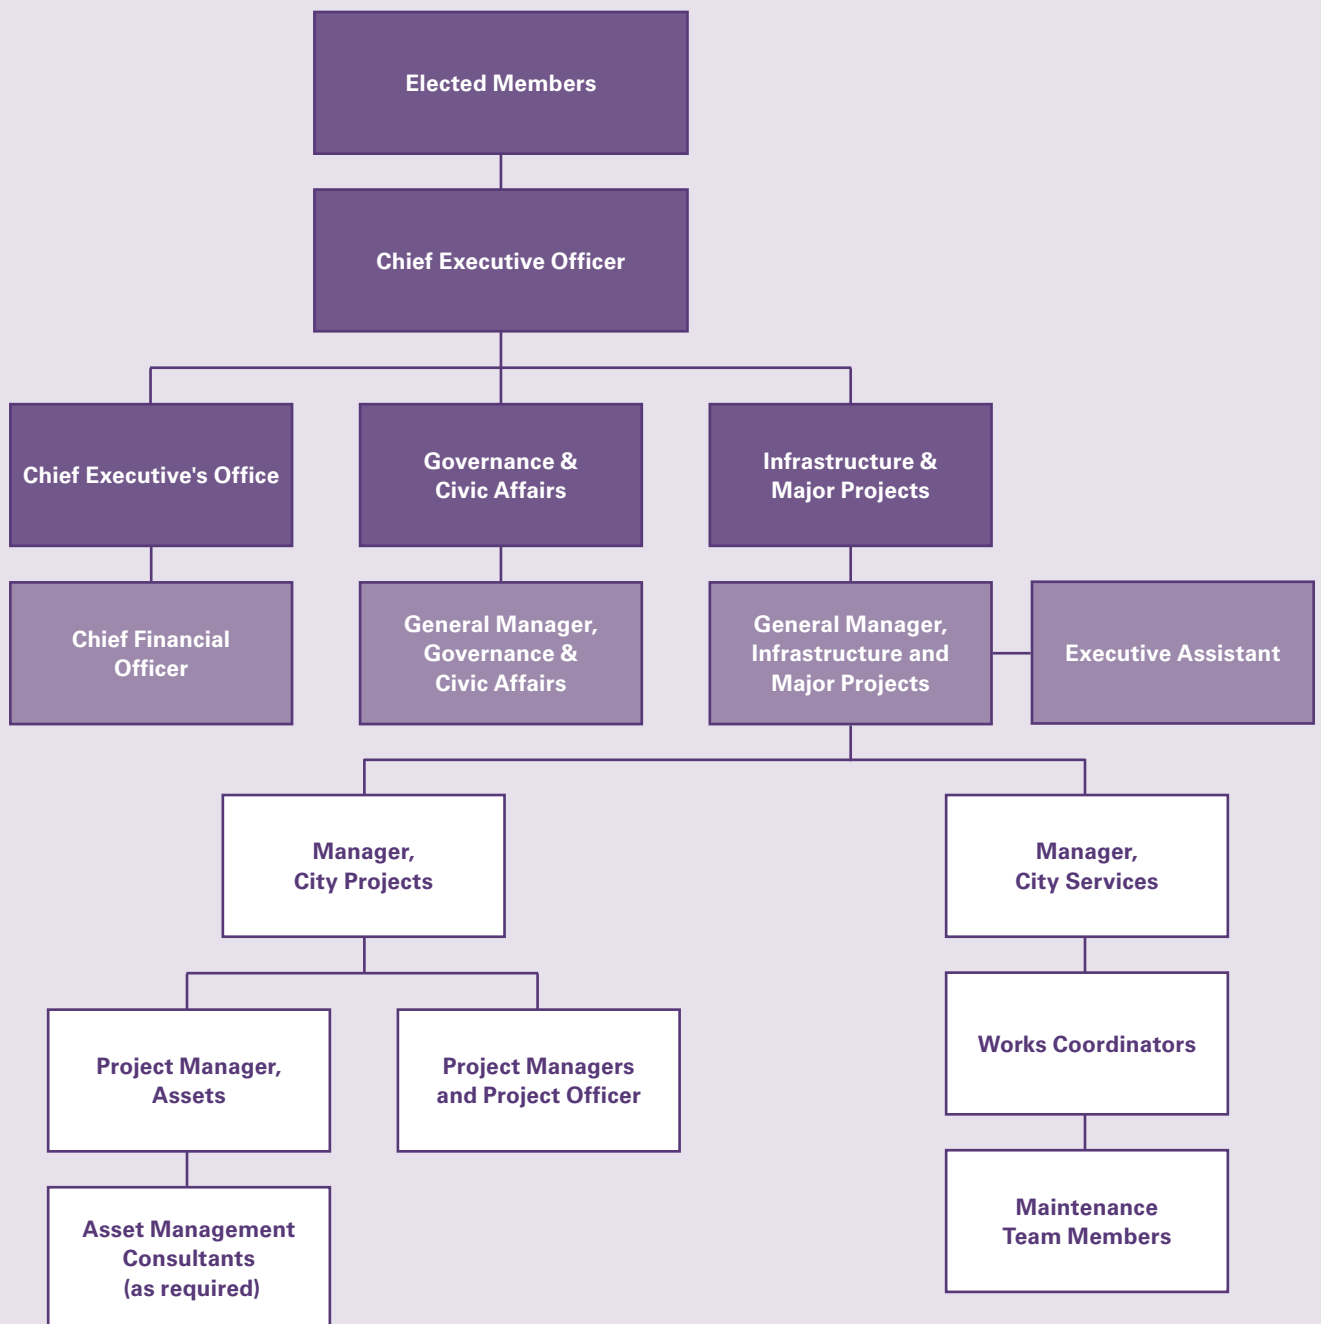 Elected Members
Chief Executive Officer
Chief Executive's Office
Governance &
Civic Affairs
Infrastructure &
Major Projects
Chief Financial
Officer
General Manager,
Governance &
Civic Affairs
General Manager,
Infrastructure and
Major Projects
Executive Assistant
Manager,
City Projects
Manager,
City Services
Project Manager,
Assets
Project Managers
and Project Officer
Works Coordinators
Asset Management
Consultants
(as required)
Maintenance
Team Members